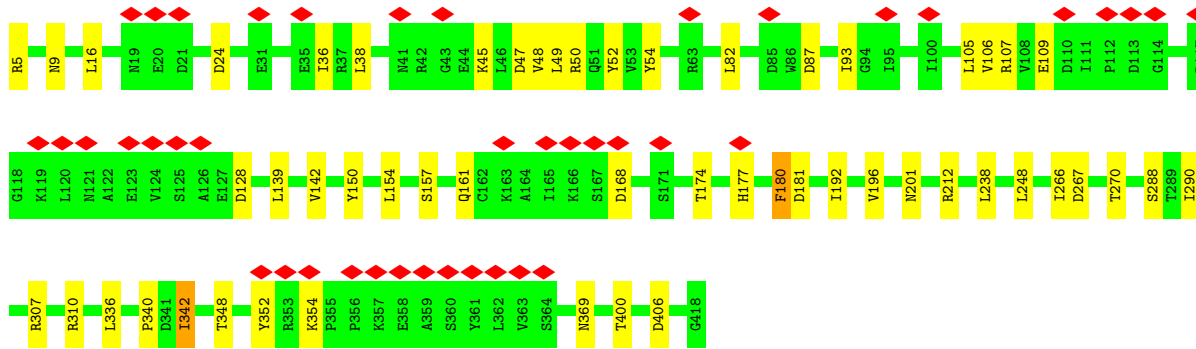 R5 N9 L16 N19 E20 D21 D24 E31 E35 I36 R37 L38 N41 R42 G43 E44 K45 L46 D47 V48 L49 R50 Q51 Y52 V53 Y54 R63 L82 D85 W86 D87 I93 G94 I95 I100 L105 V106 R107 V108 E109 D110 I111 P112 D113 G114
G118 K119 L120 N121 A122 E123 V124 S125 A126 E127 D128 L139 V142 Y150 L154 S157 Q161 C162 K163 A164 I165 K166 S167 D168 S171 T174 H177 F180 D181 I192 V196 N201 R212 L238 L248 I266 D267 T270 S288 T289 I290
R307 R310 L336 P340 D341 I342 T348 Y352 R353 K354 P355 P356 K357 E358 A359 S360 Y361 L362 V363 S364 N369 T400 D406 G418